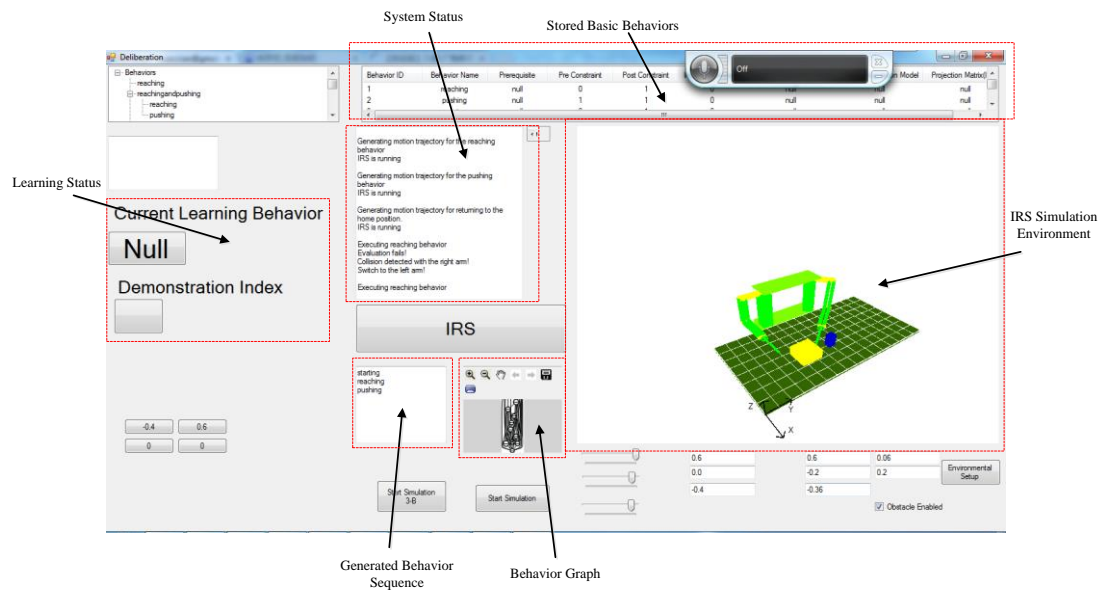 System Status
Stored Basic Behaviors
Deliberation
Behaviors
reaching
reachingandpushing
reaching
pushing
Behavior ID Behavior Name Prerequisite Pre Constraint Post Constraint Model Projection Matrix(
1 reaching null 0 1 null null
2 pushing null 1 1 0 null null null
Off
Learning Status
Generating motion trajectory for the reaching
behavior
IRS is running
Generating motion trajectory for the pushing
behavior
IRS is running
Generating motion trajectory for returning to the
home position.
IRS is running
Executing reaching behavior
Evaluation fails!
Collision detected with the right arm!
Switch to the left arm!
Executing reaching behavior
Current Learning Behavior
Null
Demonstration Index
IRS Simulation
Environment
IRS
starting
reaching
pushing
Z
Y
X
-0.4 0.6
0 0
0.6 0.6 0.06
0.0 -0.2 0.2
-0.4 -0.36
Environmental
Setup
Obstacle Enabled
Start Simulation
3-B
Start Simulation
Generated Behavior
Sequence
Behavior Graph